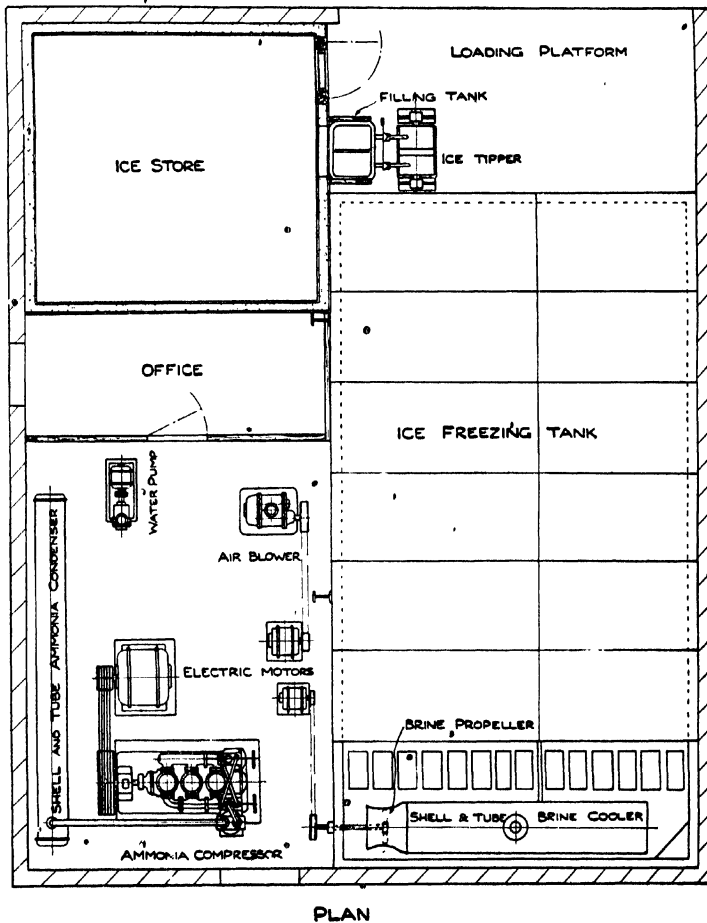 LOADING PLATFORM
FILLING TANK
ICE TIPPER
ICE STORE
OFFICE
ICE FREEZING TANK
WATER PUMP
SHELL AND TUBE AMMONIA CONDENSER
AIR BLOWER
ELECTRIC MOTORS
BRINE PROPELLER
SHELL & TUBE BRINE COOLER
AMMONIA COMPRESSOR
PLAN